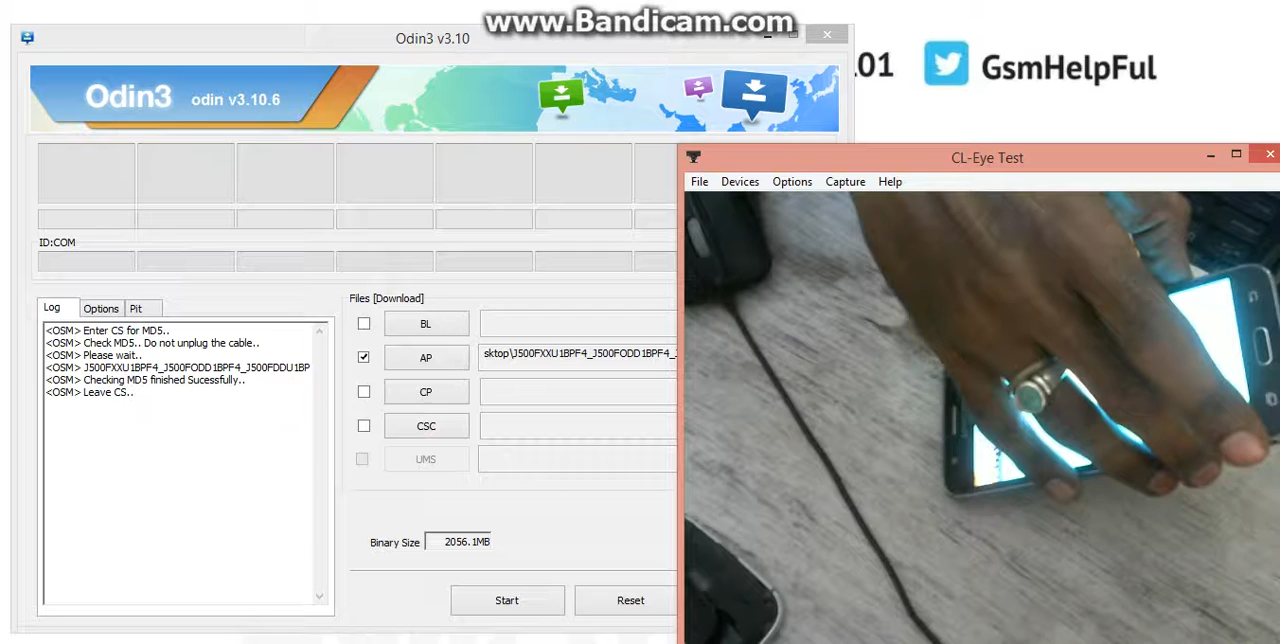 www.Bandicam.com
Odin3 v3.10
01 GsmHelpFul
Odin3 odin v3.10.6
CL-Eye Test
File Devices Options Capture Help
ID:COM
Log Options Pit
<OSM> Enter CS for MD5..
<OSM> Check MD5.. Do not unplug the cable..
<OSM> Please wait..
<OSM> J500FXXU1BPF4_J500FODD1BPF4_J500FDDU1BP
<OSM> Checking MD5 finished Sucessfully..
<OSM> Leave CS..
Files [Download]
BL
AP sktop\J500FXXU1BPF4_J500FODD1BPF4_J
CP
CSC
UMS
Binary Size 2056.1MB
Start Reset